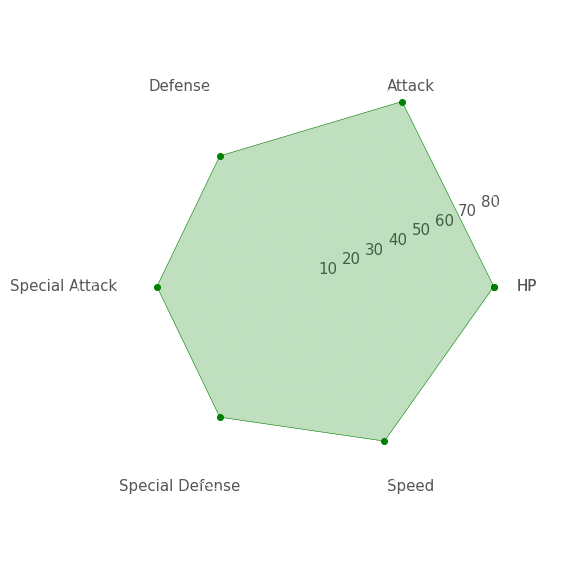 Defense
Attack
80
70
60
50
40
30
20
10
Special Attack
HP
Special Defense
Speed